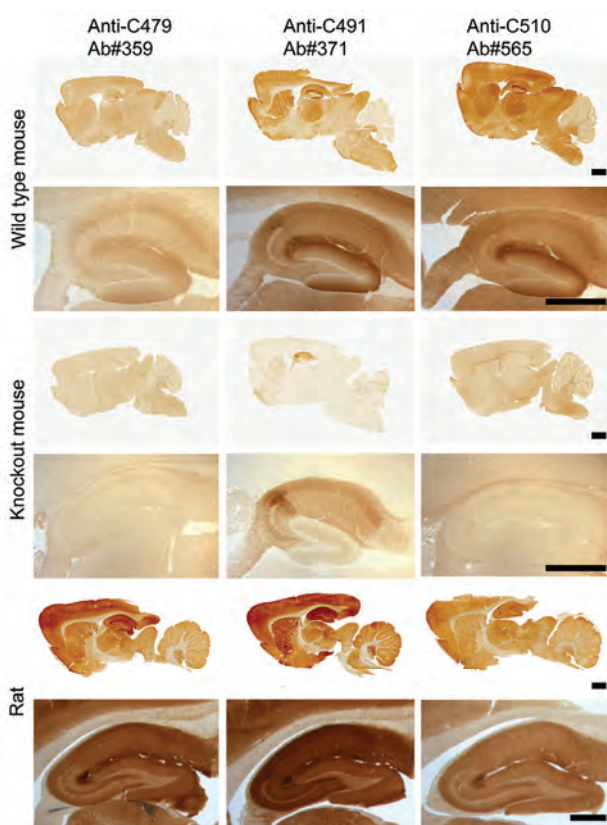 Anti-C479 Anti-C491 Anti-C510
Ab#359 Ab#371 Ab#565
Wild type mouse
Knockout mouse
Rat